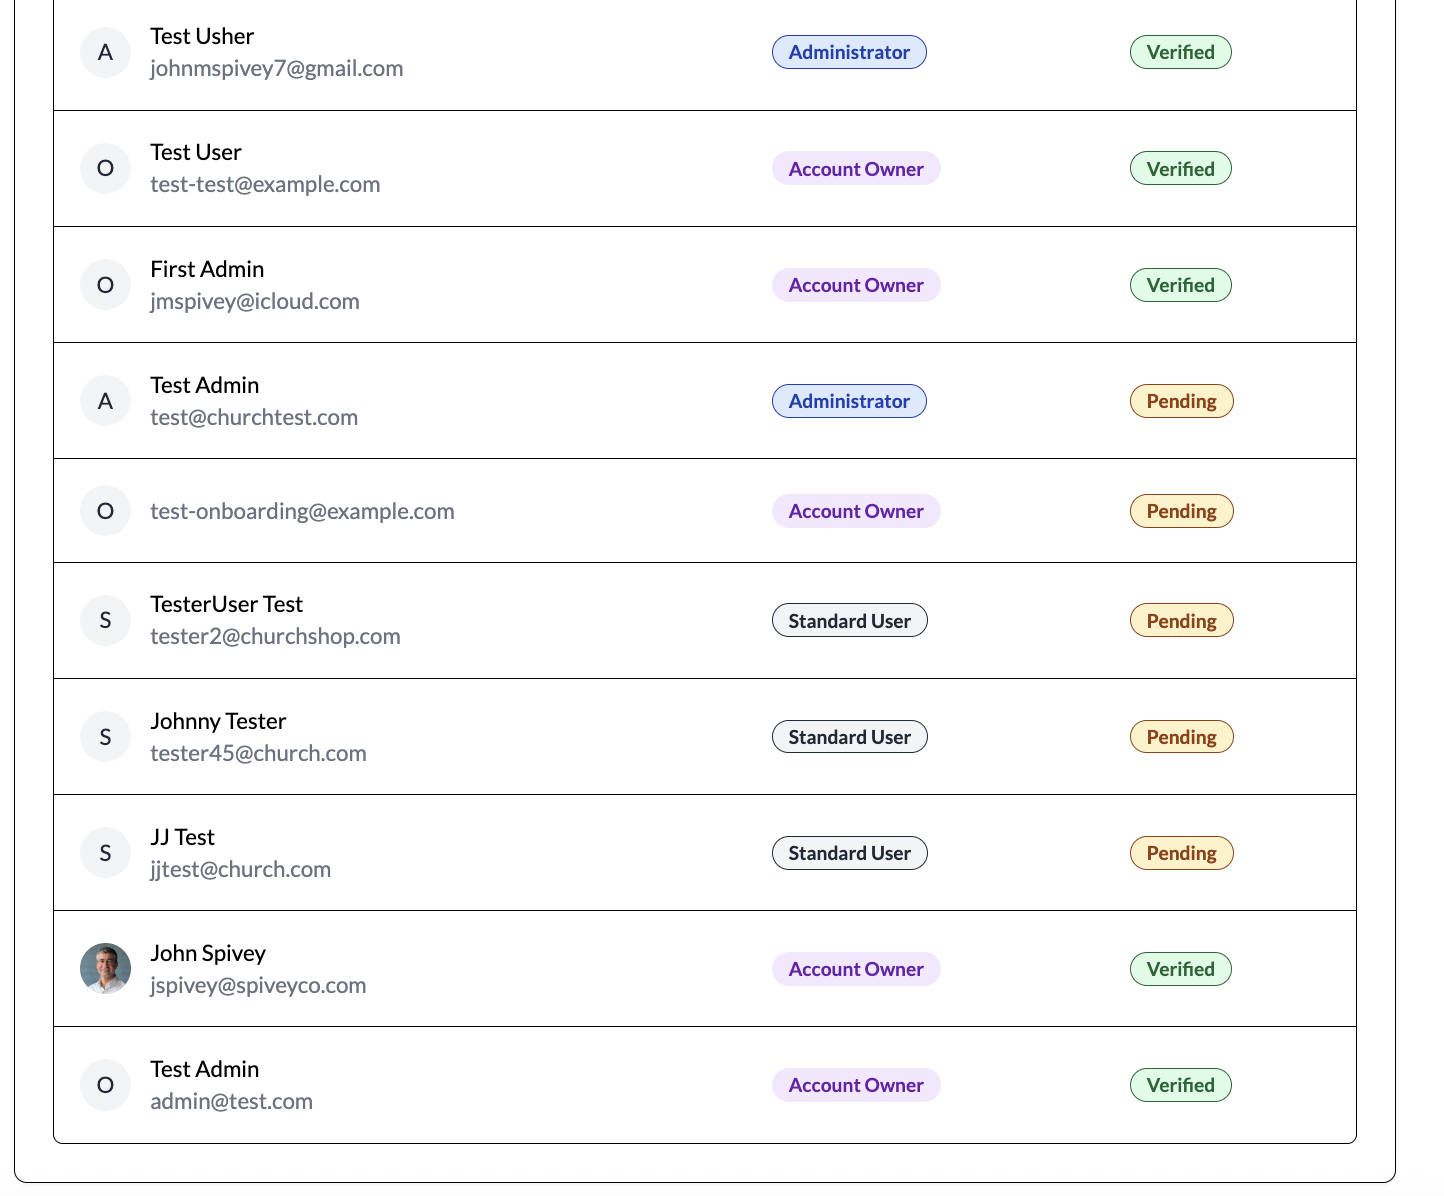 A
Test Usher
johnmspivey7@gmail.com
Administrator
Verified
O
Test User
test-test@example.com
Account Owner
Verified
O
First Admin
jmspivey@icloud.com
Account Owner
Verified
A
Test Admin
test@churchtest.com
Administrator
Pending
O
test-onboarding@example.com
Account Owner
Pending
S
TesterUser Test
tester2@churchshop.com
Standard User
Pending
S
Johnny Tester
tester45@church.com
Standard User
Pending
S
JJ Test
jjtest@church.com
Standard User
Pending
John Spivey
jspivey@spiveyco.com
Account Owner
Verified
O
Test Admin
admin@test.com
Account Owner
Verified